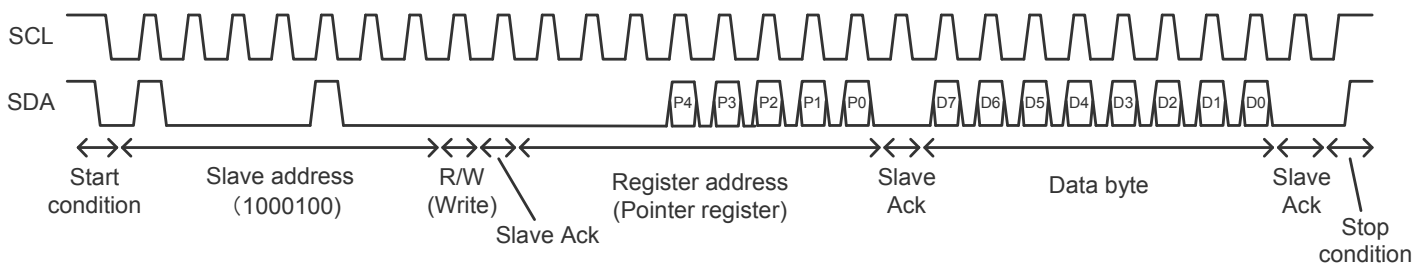 SCL
SDA
P4 P3 P2 P1 P0 D7 D6 D5 D4 D3 D2 D1 D0
Start
condition
Slave address
（1000100)
R/W
(Write)
Slave Ack
Register address
(Pointer register)
Slave
Ack
Data byte
Slave
Ack
Stop
condition